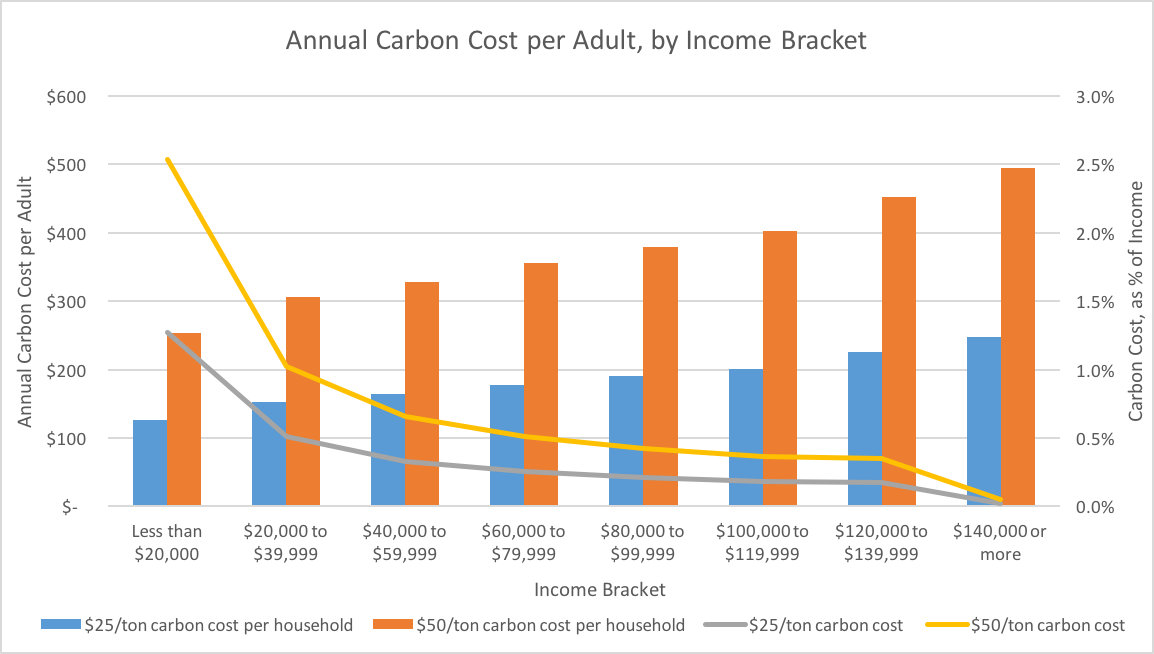 Annual Carbon Cost per Adult, by Income Bracket
Annual Carbon Cost per Adult
$600
$500
$400
$300
$200
$100
$-
3.0%
2.5%
2.0%
1.5%
1.0%
0.5%
0.0%
Carbon Cost, as % of Income
Less than
$20,000
$20,000 to
$39,999
$40,000 to
$59,999
$60,000 to
$79,999
$80,000 to
$99,999
$100,000 to
$119,999
$120,000 to
$139,999
$140,000 or
more
Income Bracket
$25/ton carbon cost per household
$50/ton carbon cost per household
$25/ton carbon cost
$50/ton carbon cost